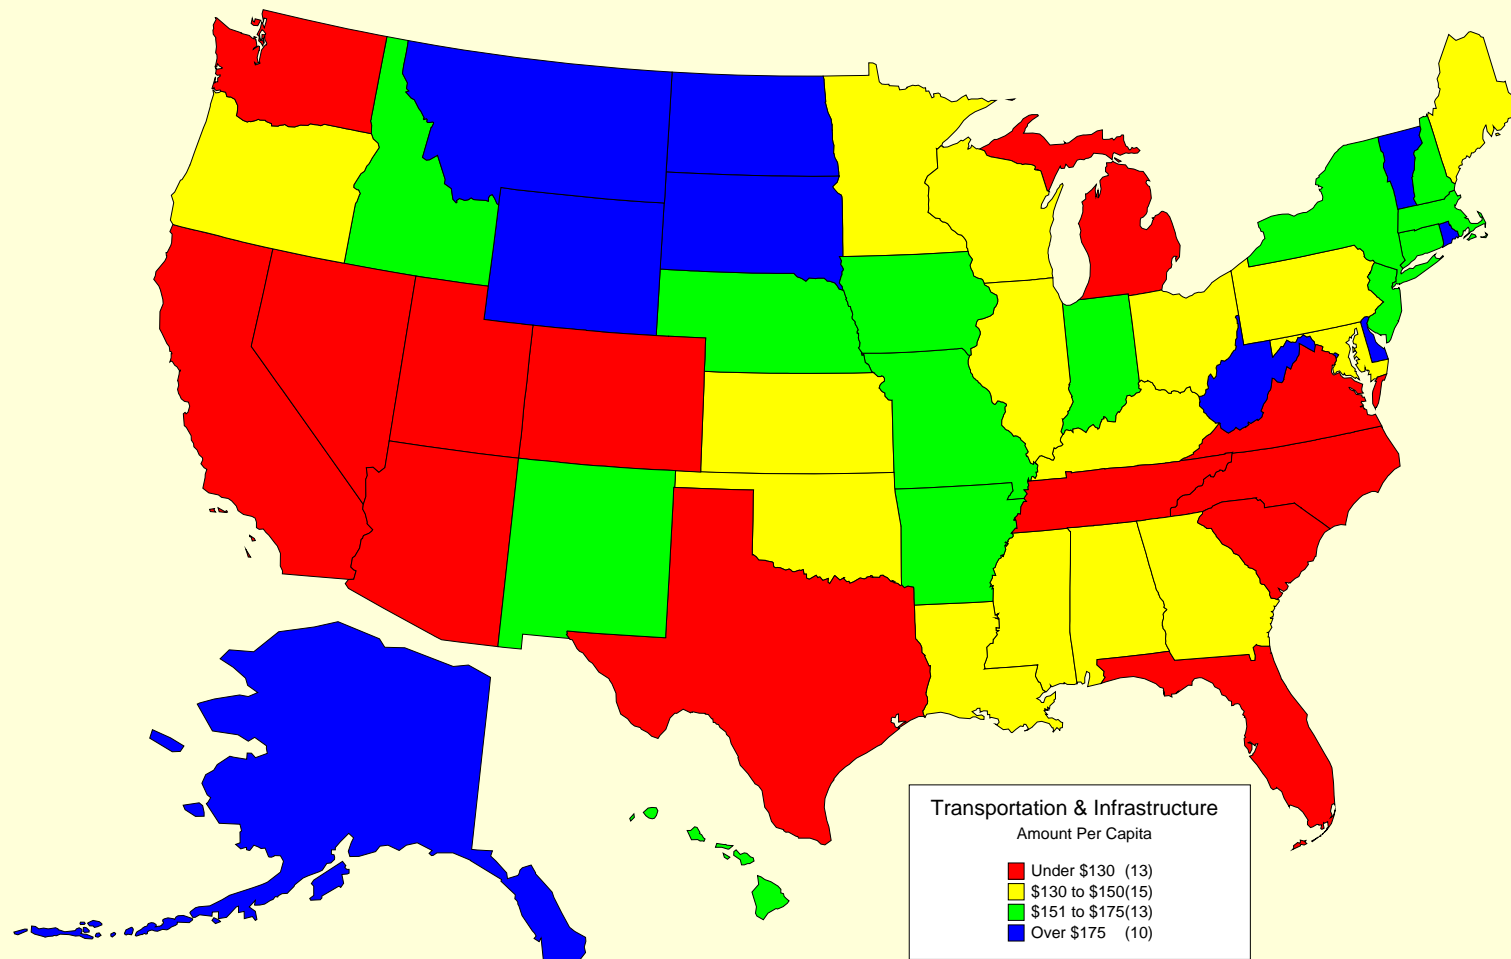 Transportation & Infrastructure
Amount Per Capita
Under $130 (13)
$130 to $150(15)
$151 to $175(13)
Over $175 (10)